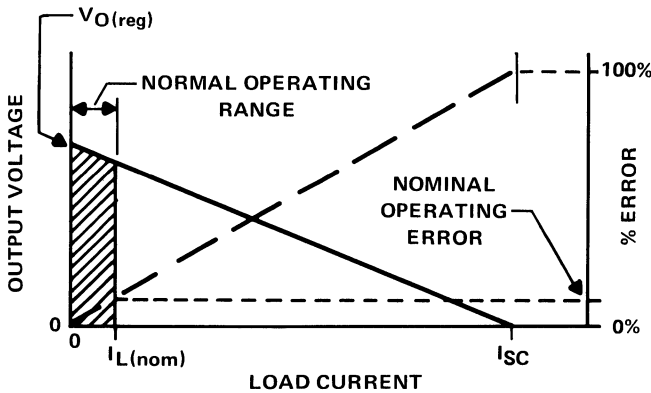 VO(reg)
NORMAL OPERATING
RANGE
100%
OUTPUT VOLTAGE
NOMINAL
OPERATING
ERROR
% ERROR
0
0
IL(nom)
ISC
0%
LOAD CURRENT